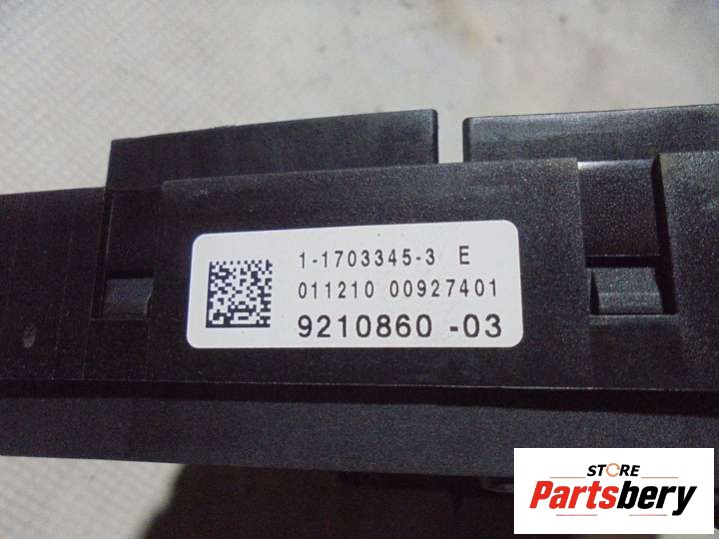 1-1703345-3 E
011210 00927401
9210860 -03
STORE
Partsbery